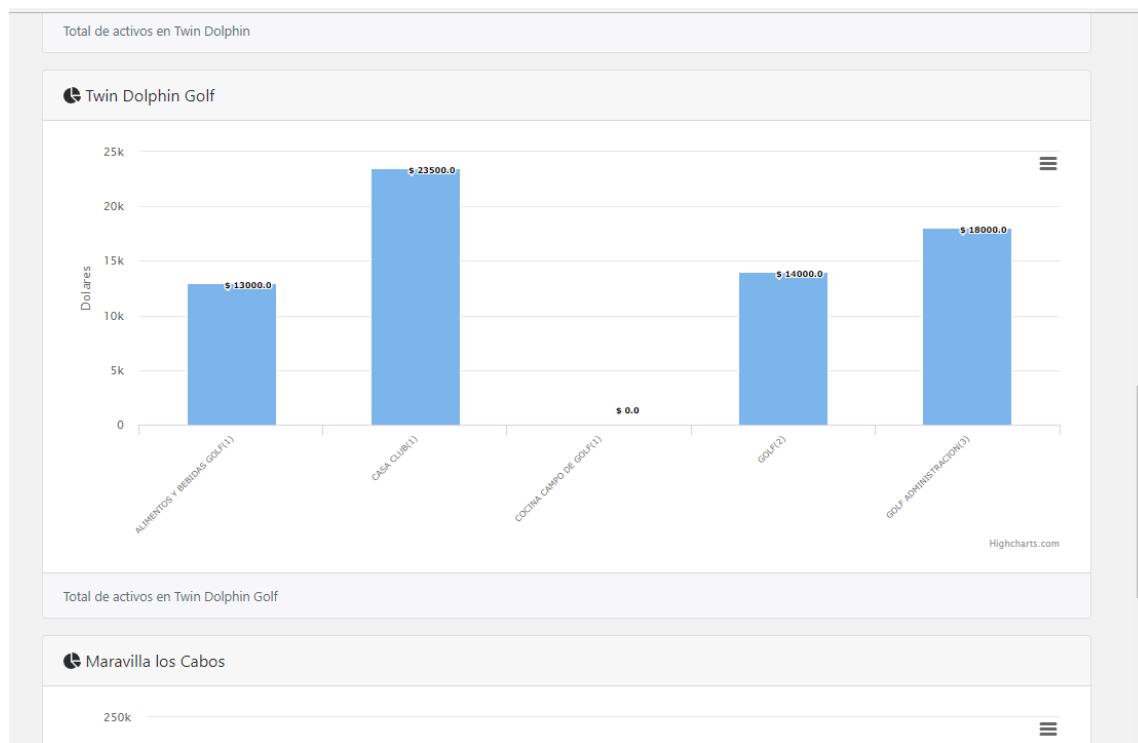 Total de activos en Twin Dolphin
Twin Dolphin Golf
25k
20k
15k
10k
5k
0
Dolares
$ 13000.0
$ 23500.0
$ 0.0
$ 14000.0
$ 18000.0
ALIMENTOS Y BEBIDAS GOLF(1)
CASA CLUB(1)
COCINA CAMPO DE GOLF(1)
GOLF(2)
GOLF ADMINISTRACION(3)
Highcharts.com
Total de activos en Twin Dolphin Golf
Maravilla los Cabos
250k